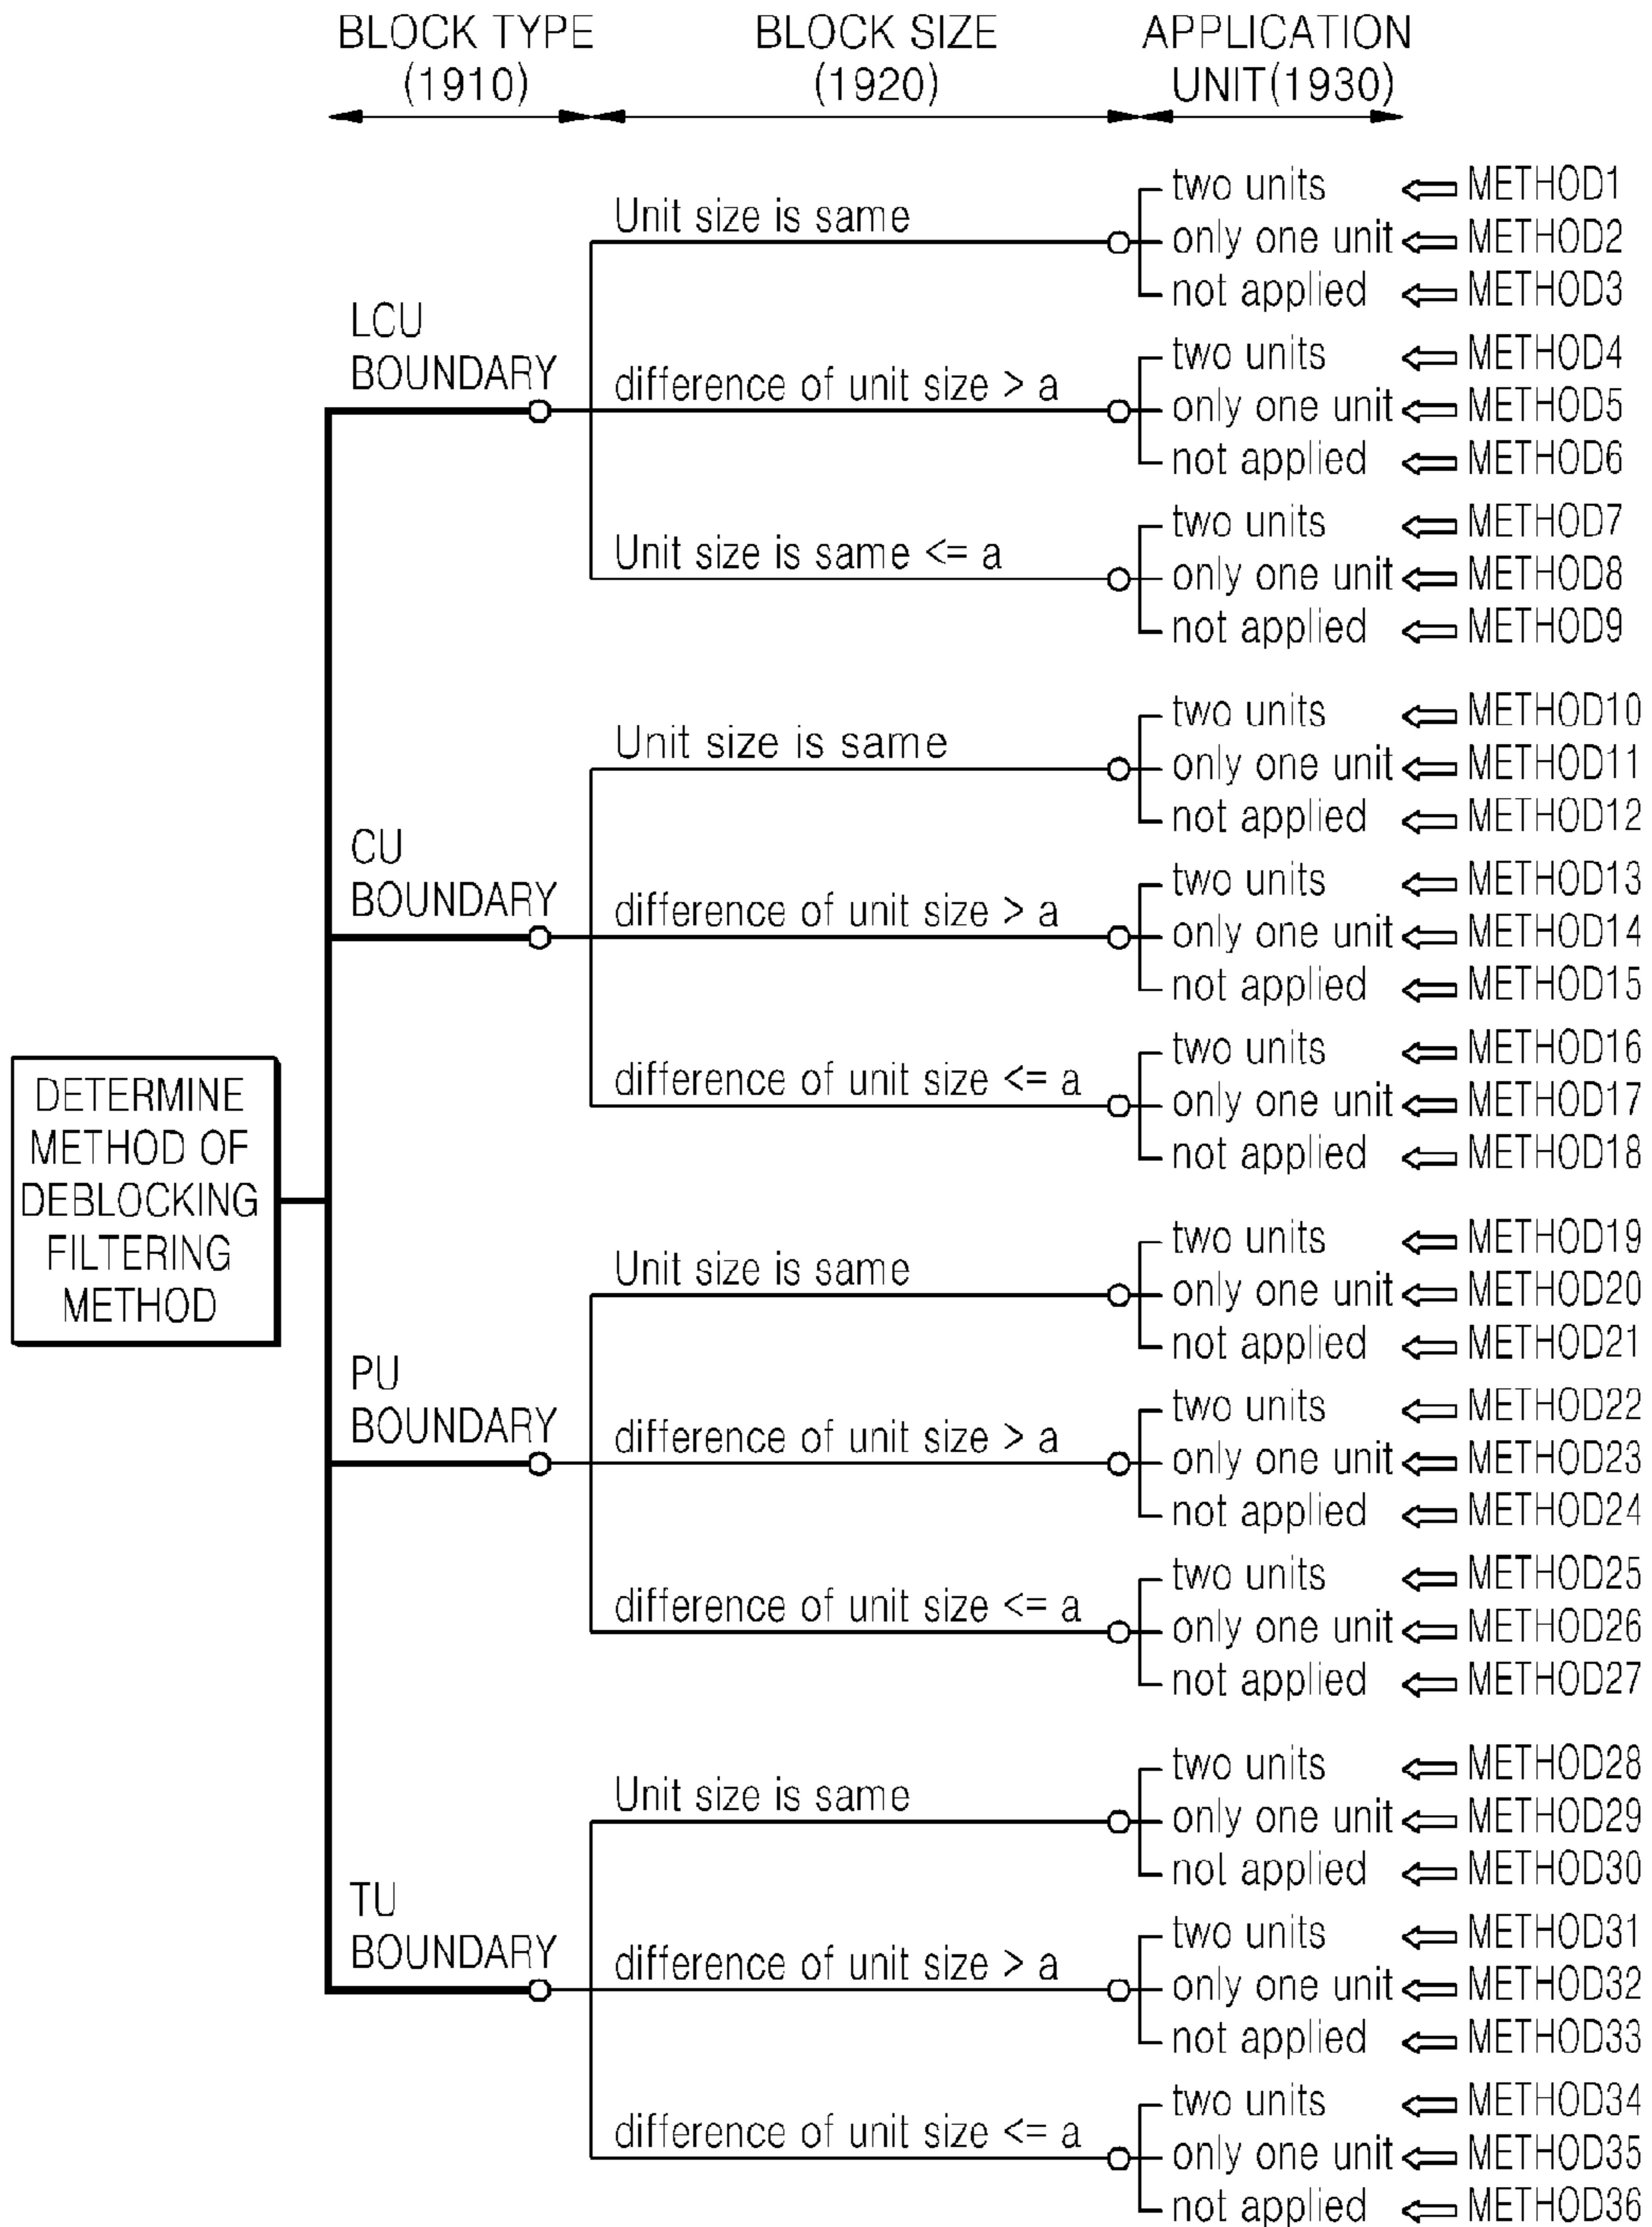 BLOCK TYPE
(1910)
BLOCK SIZE
(1920)
APPLICATION
UNIT(1930)
DETERMINE
METHOD OF
DEBLOCKING
FILTERING
METHOD
LCU
BOUNDARY
Unit size is same
two units METHOD1
only one unit METHOD2
not applied METHOD3
difference of unit size > a
two units METHOD4
only one unit METHOD5
not applied METHOD6
Unit size is same <= a
two units METHOD7
only one unit METHOD8
not applied METHOD9
CU
BOUNDARY
Unit size is same
two units METHOD10
only one unit METHOD11
not applied METHOD12
difference of unit size > a
two units METHOD13
only one unit METHOD14
not applied METHOD15
difference of unit size <= a
two units METHOD16
only one unit METHOD17
not applied METHOD18
PU
BOUNDARY
Unit size is same
two units METHOD19
only one unit METHOD20
not applied METHOD21
difference of unit size > a
two units METHOD22
only one unit METHOD23
not applied METHOD24
difference of unit size <= a
two units METHOD25
only one unit METHOD26
not applied METHOD27
TU
BOUNDARY
Unit size is same
two units METHOD28
only one unit METHOD29
not applied METHOD30
difference of unit size > a
two units METHOD31
only one unit METHOD32
not applied METHOD33
difference of unit size <= a
two units METHOD34
only one unit METHOD35
not applied METHOD36